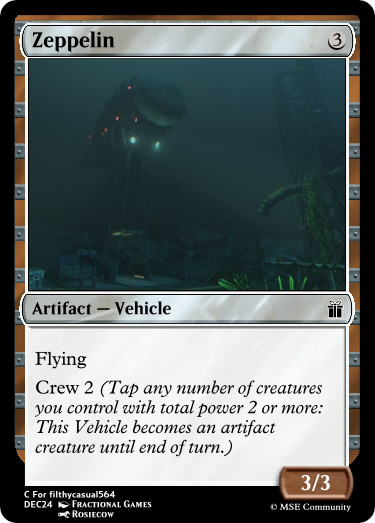 Zeppelin 3
Artifact — Vehicle
Flying
Crew 2 (Tap any number of creatures
you control with total power 2 or more:
This Vehicle becomes an artifact
creature until end of turn.)
3/3
C For filthycasual564
DEC24 Fractional Games
Rosiecow
© MSE Community